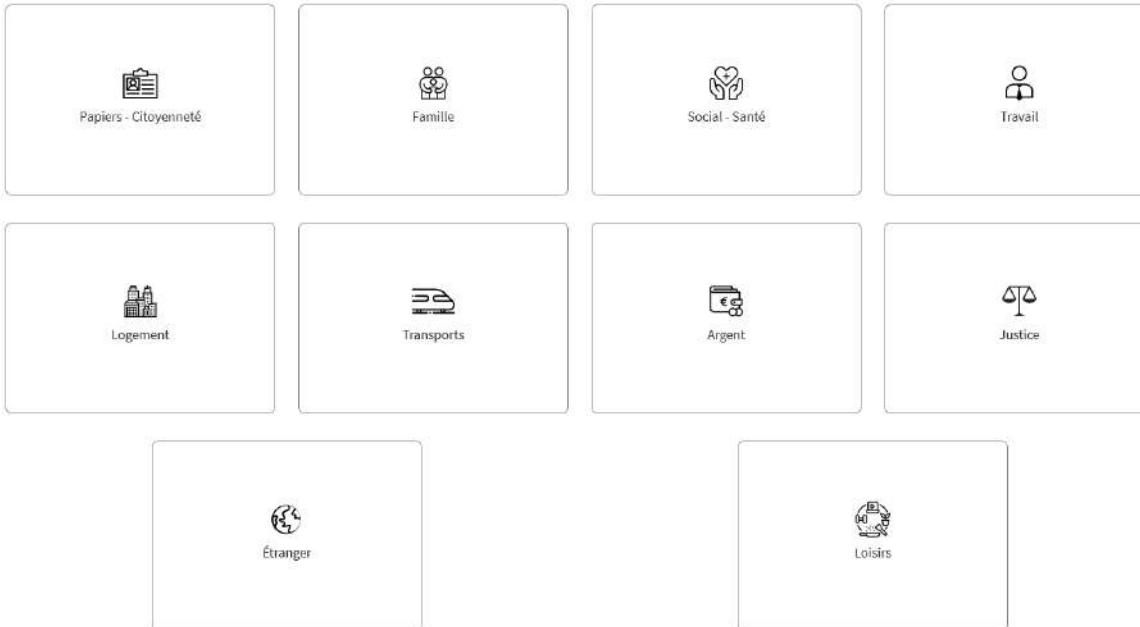 Papiers - Citoyenneté
Famille
Social - Santé
Travail
Logement
Transports
€
Argent
Justice
Étranger
Loisirs